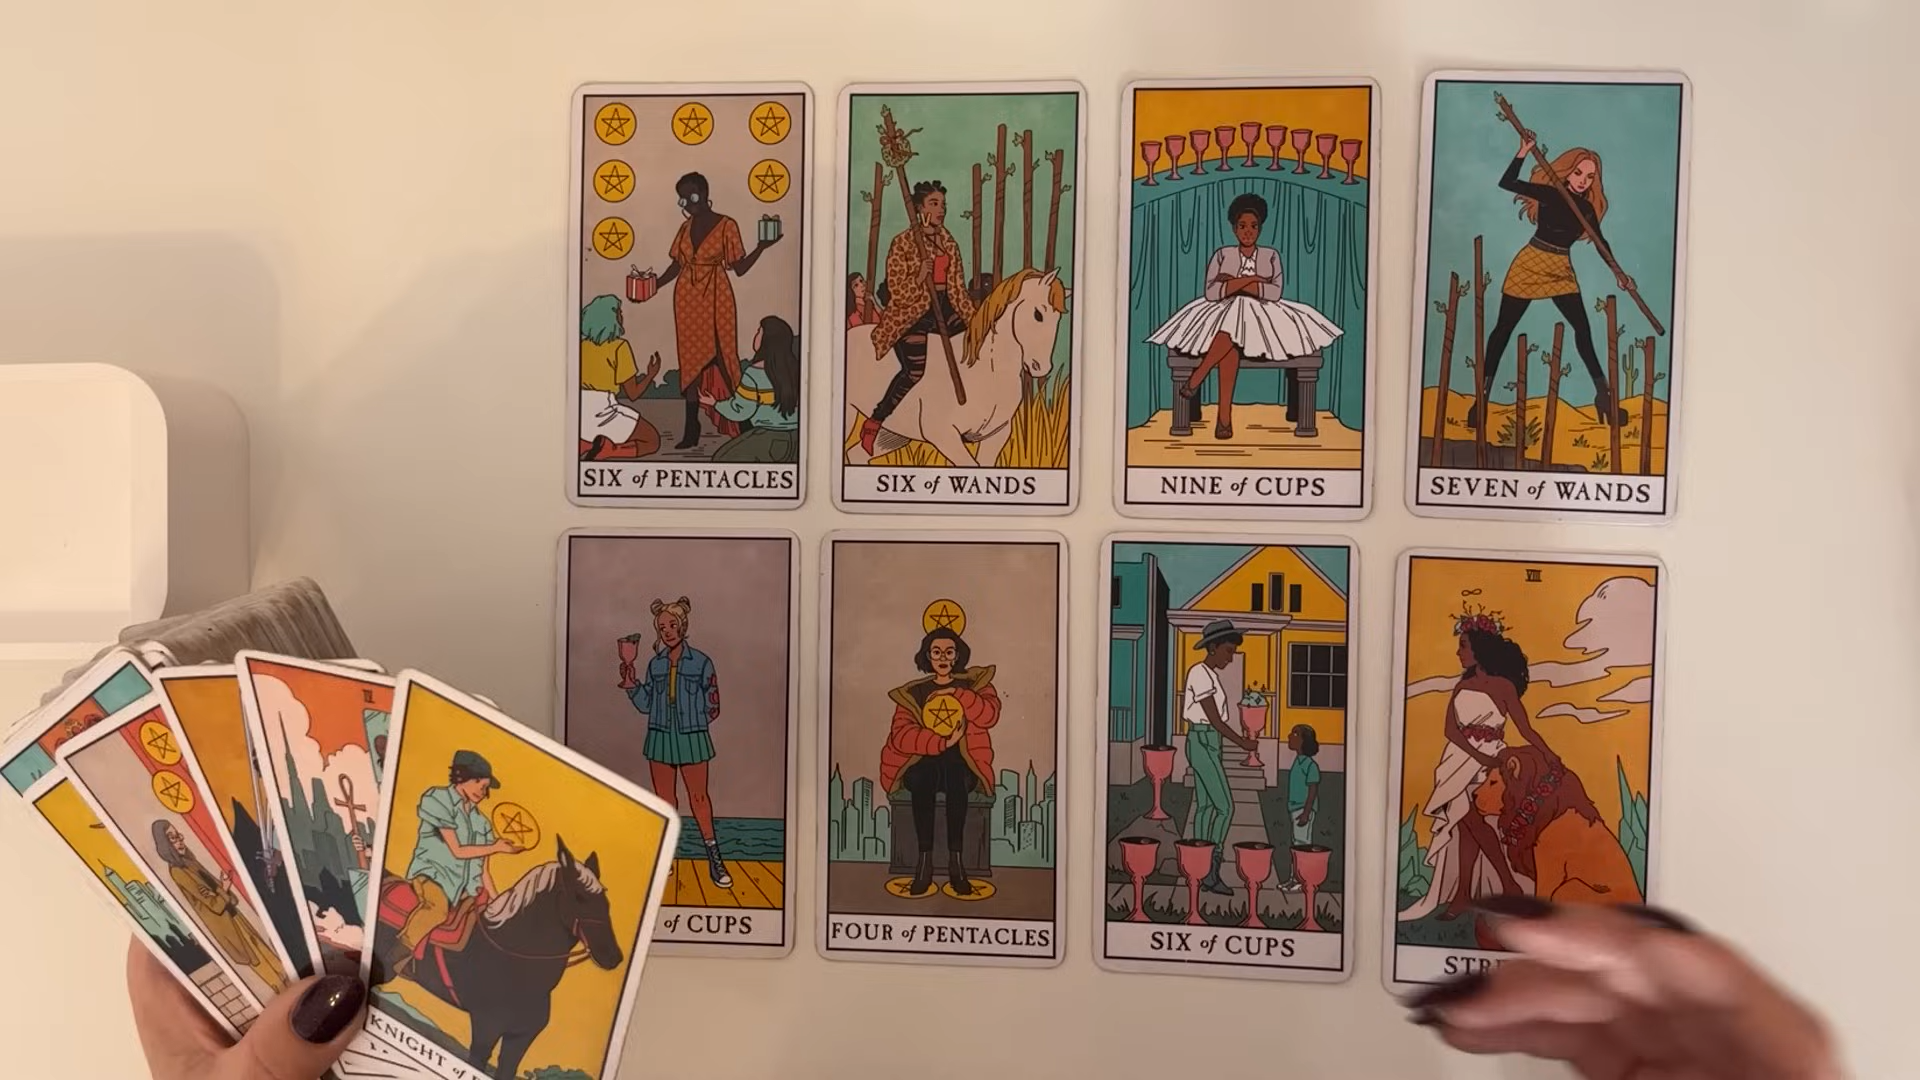 SIX of PENTACLES
SIX of WANDS
NINE of CUPS
SEVEN of WANDS
of CUPS
FOUR of PENTACLES
SIX of CUPS
VIII
KNIGHT of